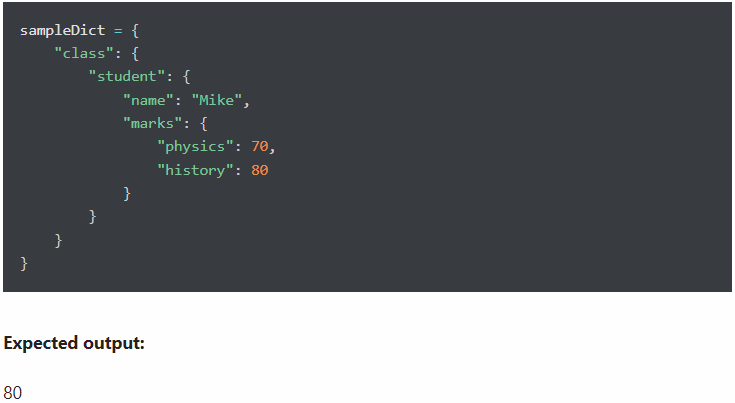 sampleDict = {
    "class": {
        "student": {
            "name": "Mike",
            "marks": {
                "physics": 70,
                "history": 80
            }
        }
    }
}
Expected output:
80